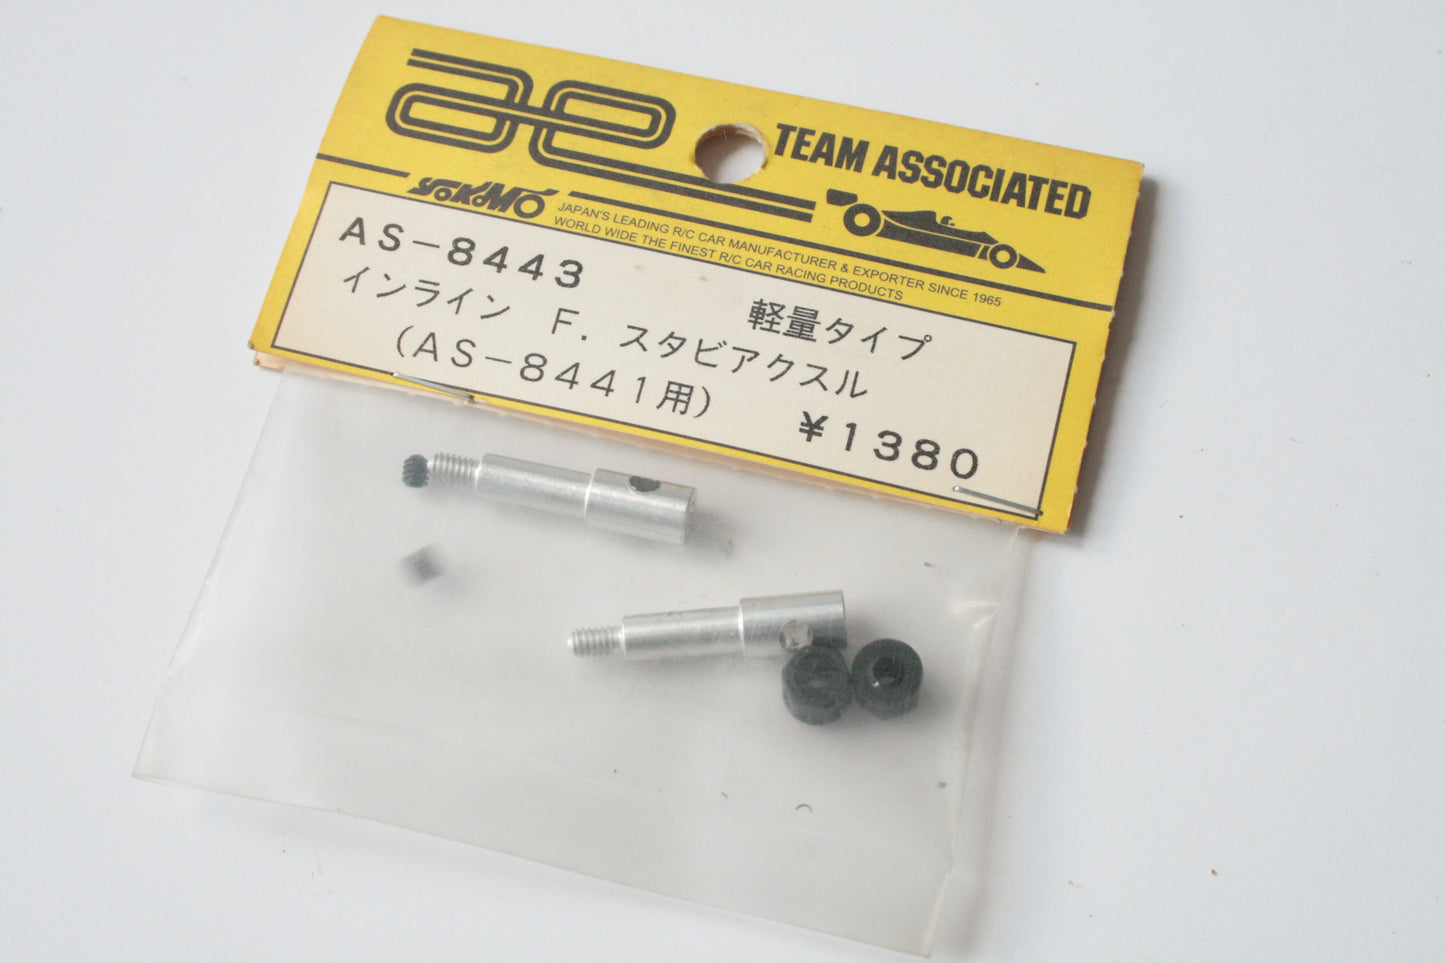 TEAM ASSOCIATED
YOKOMO
JAPAN'S LEADING R/C CAR MANUFACTURER & EXPORTER SINCE 1965
WORLD WIDE THE FINEST R/C CAR RACING PRODUCTS
AS-8443
軽量タイプ
インライン F. スタビアクスル
(AS-8441用)
¥1380